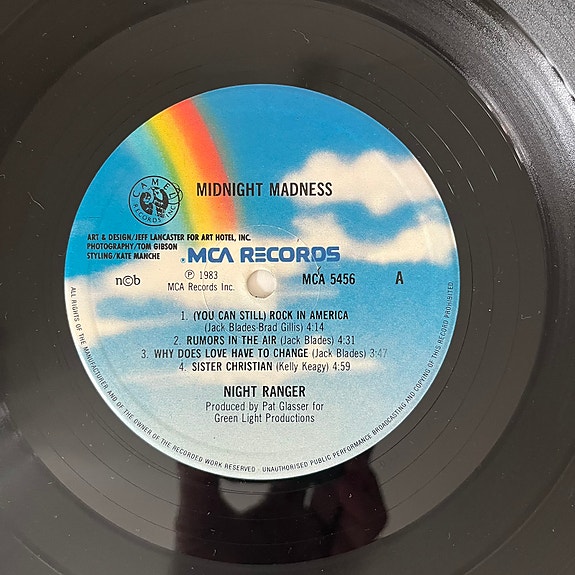 MIDNIGHT MADNESS
CAMEL
RECORDS, INC.
ART & DESIGN/JEFF LANCASTER FOR ART HOTEL, INC.
PHOTOGRAPHY/TOM GIBSON
STYLING/KATE MANCHE
MCA RECORDS
n©b
Ⓟ 1983
MCA Records Inc.
MCA 5456
A
1. (YOU CAN STILL) ROCK IN AMERICA
(Jack Blades-Brad Gillis) 4:14
2. RUMORS IN THE AIR (Jack Blades) 4:31
3. WHY DOES LOVE HAVE TO CHANGE (Jack Blades) 3:47
4. SISTER CHRISTIAN (Kelly Keagy) 4:59
NIGHT RANGER
Produced by Pat Glasser for
Green Light Productions
ALL RIGHTS OF THE MANUFACTURER AND OF THE OWNER OF THE RECORDED WORK RESERVED · UNAUTHORISED PUBLIC PERFORMANCE BROADCASTING AND COPYING OF THIS RECORD PROHIBITED